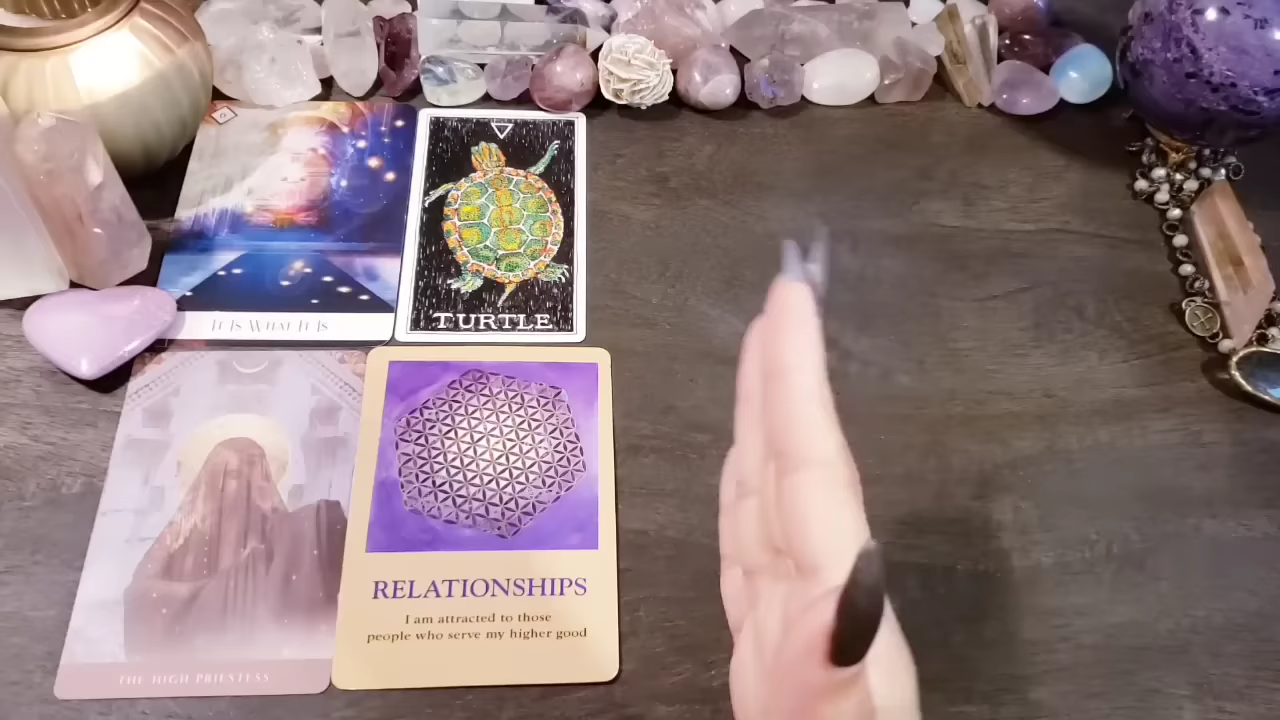 IT IS WHAT IT IS
TURTLE
THE HIGH PRIESTESS
RELATIONSHIPS
I am attracted to those
people who serve my higher good